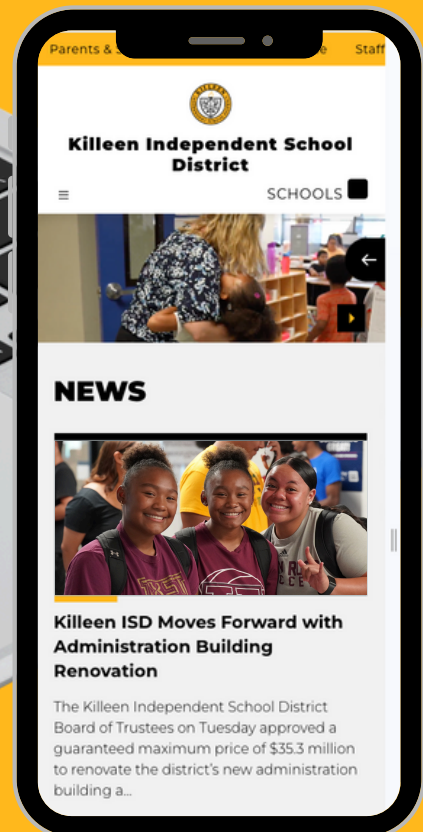 Parents &
Staff
KILLEEN
Killeen Independent School
District
SCHOOLS
NEWS
Killeen ISD Moves Forward with
Administration Building
Renovation
The Killeen Independent School District
Board of Trustees on Tuesday approved a
guaranteed maximum price of $35.3 million
to renovate the district's new administration
building a...